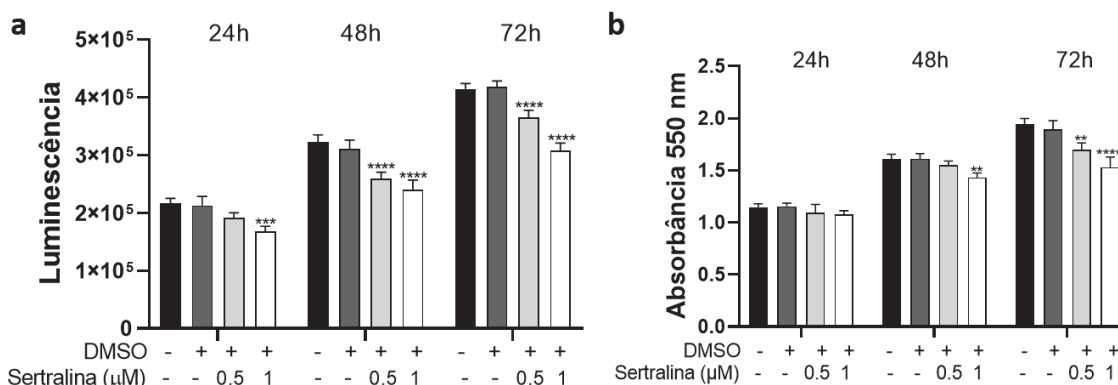 a
24h 48h 72h
5×10⁵
4×10⁵
3×10⁵
2×10⁵
1×10⁵
0
Luminescência
*** **** **** **** ****
DMSO - + + + - + + + - + + +
Sertralina (µM) - - 0.5 1 - - 0.5 1 - - 0.5 1
b
24h 48h 72h
2.5
2.0
1.5
1.0
0.5
0.0
Absorbância 550 nm
** ** ****
DMSO - + + + - + + + - + + +
Sertralina (µM) - - 0.5 1 - - 0.5 1 - - 0.5 1